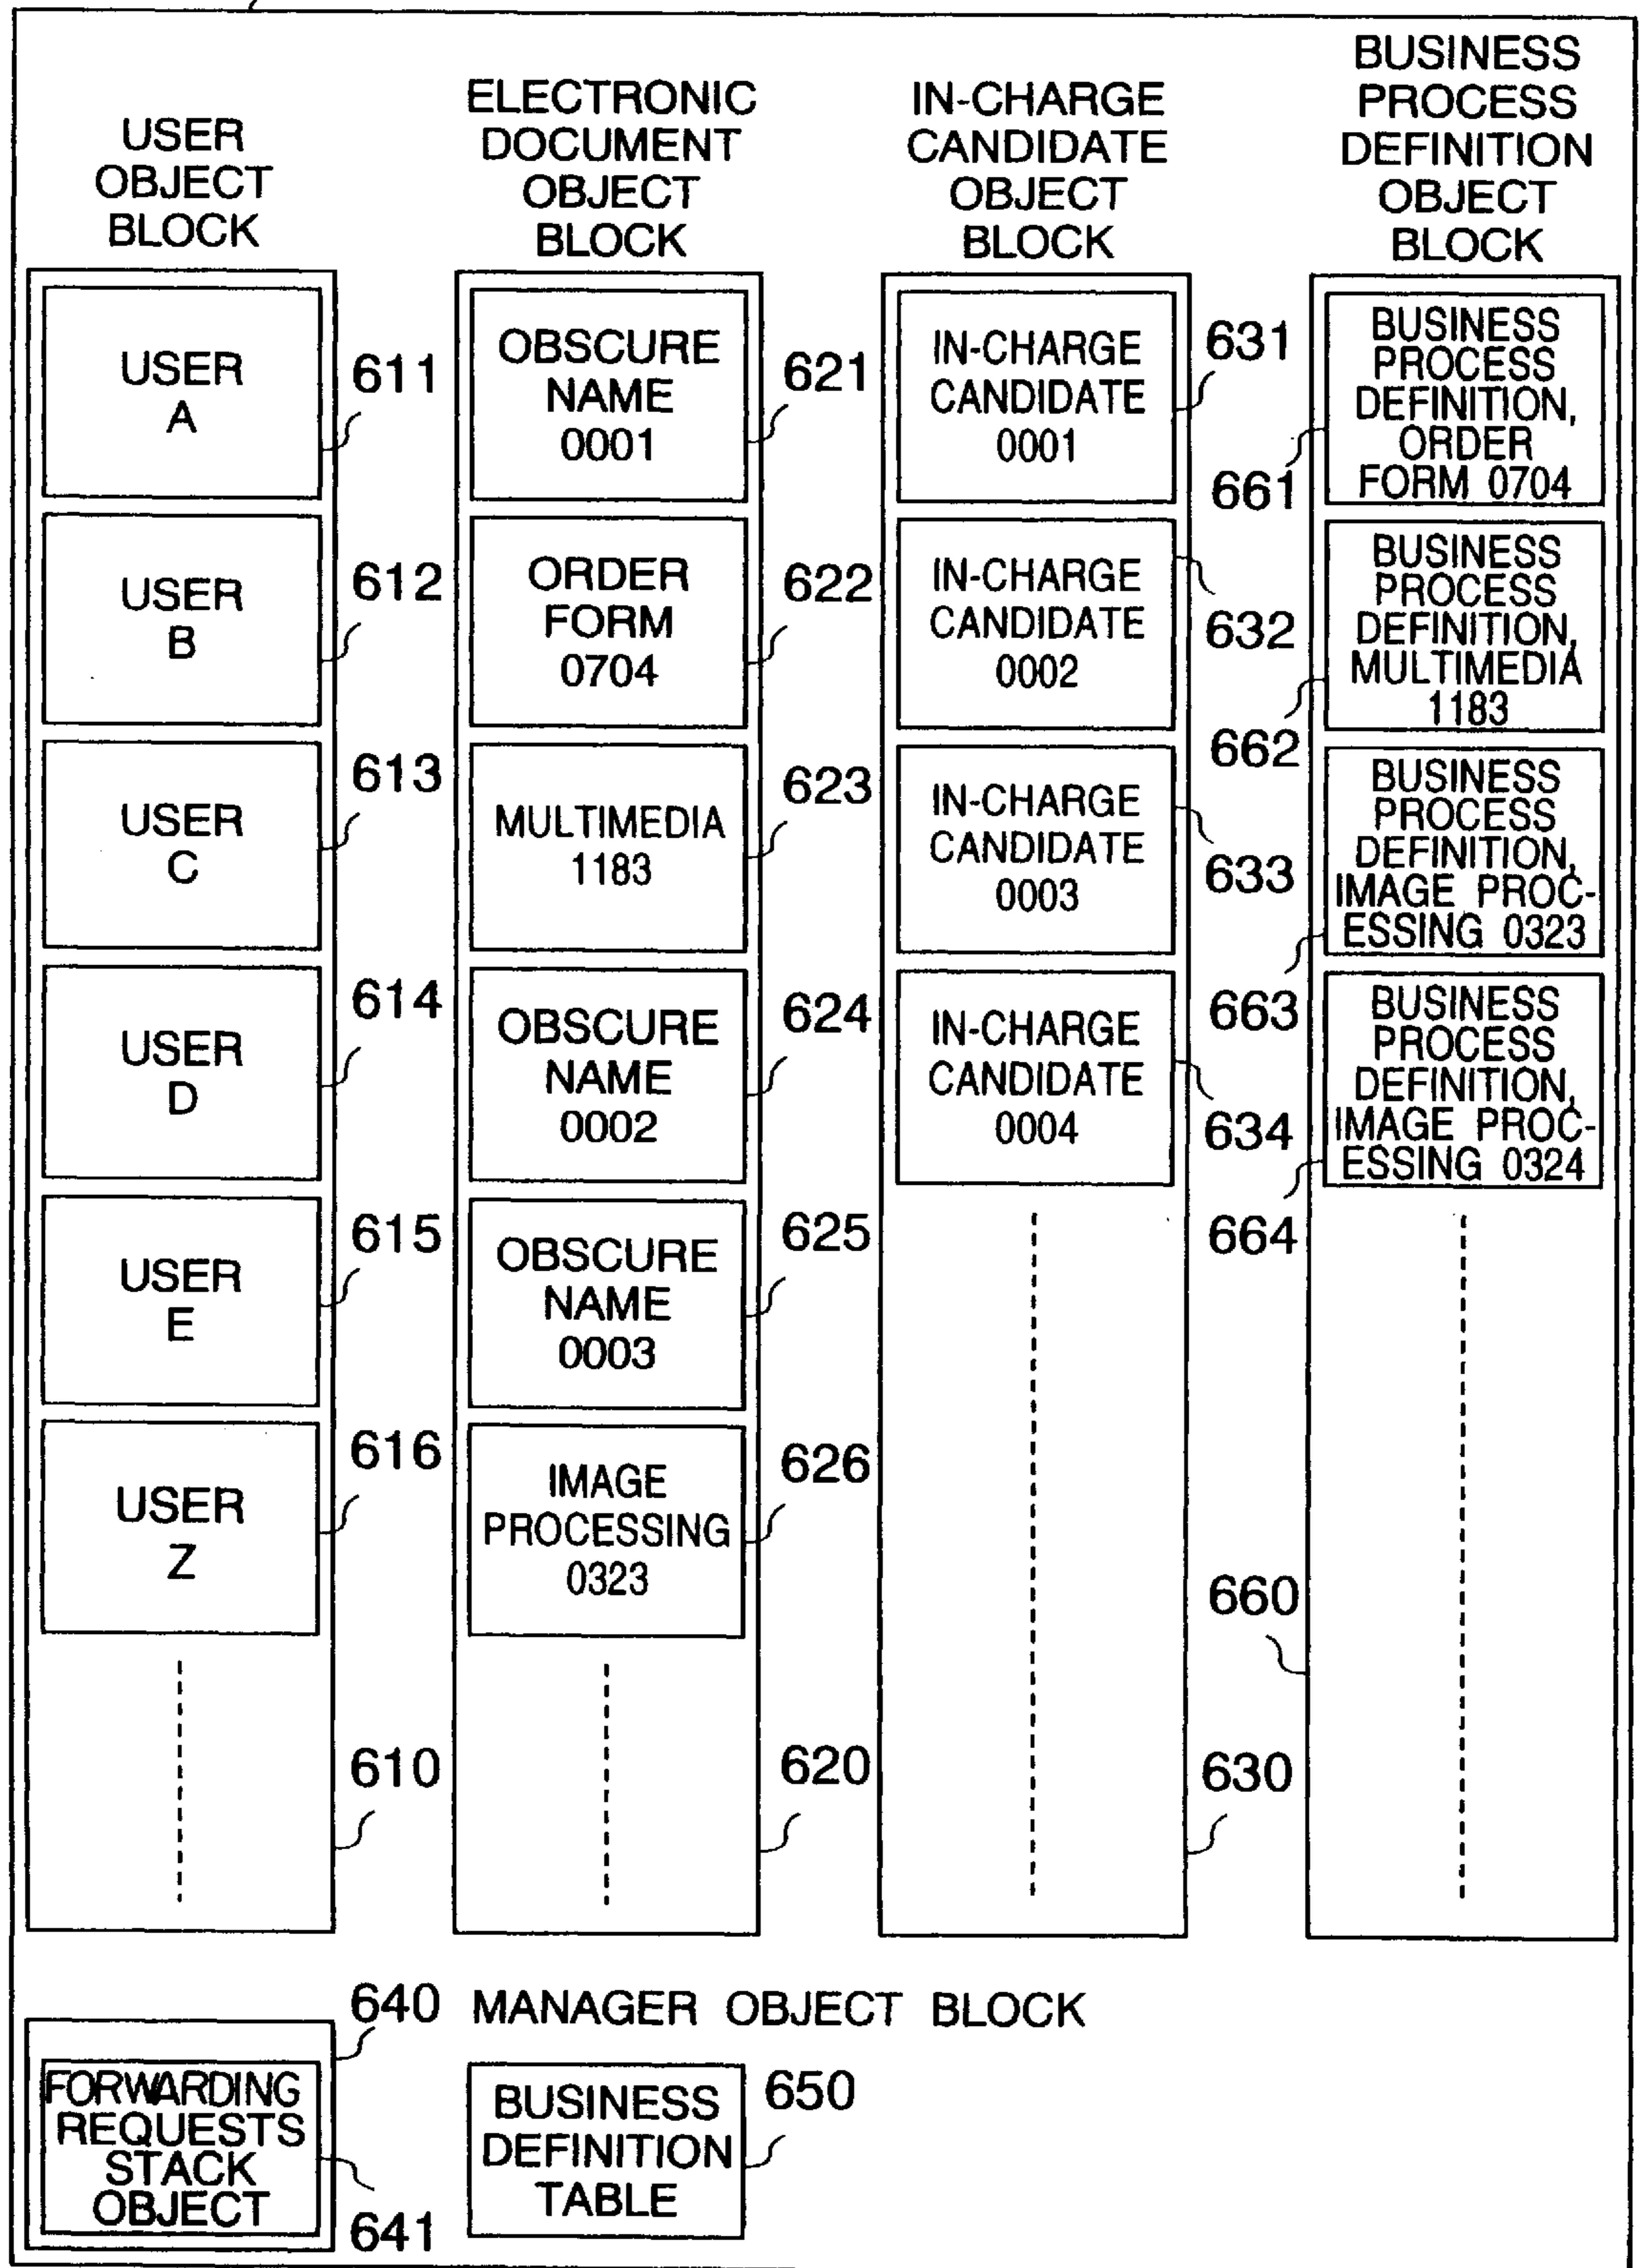 USER
OBJECT
BLOCK
USER
A
611
USER
B
612
USER
C
613
USER
D
614
USER
E
615
USER
Z
616
610
ELECTRONIC
DOCUMENT
OBJECT
BLOCK
OBSCURE
NAME
0001
621
ORDER
FORM
0704
622
MULTIMEDIA
1183
623
OBSCURE
NAME
0002
624
OBSCURE
NAME
0003
625
IMAGE
PROCESSING
0323
626
620
IN-CHARGE
CANDIDATE
OBJECT
BLOCK
IN-CHARGE
CANDIDATE
0001
631
IN-CHARGE
CANDIDATE
0002
632
IN-CHARGE
CANDIDATE
0003
633
IN-CHARGE
CANDIDATE
0004
634
630
BUSINESS
PROCESS
DEFINITION
OBJECT
BLOCK
BUSINESS
PROCESS
DEFINITION,
ORDER
FORM 0704
661
BUSINESS
PROCESS
DEFINITION,
MULTIMEDIA
1183
662
BUSINESS
PROCESS
DEFINITION,
IMAGE PROC-
ESSING 0323
663
BUSINESS
PROCESS
DEFINITION,
IMAGE PROC-
ESSING 0324
664
660
640 MANAGER OBJECT BLOCK
FORWARDING
REQUESTS
STACK
OBJECT
641
BUSINESS
DEFINITION
TABLE
650